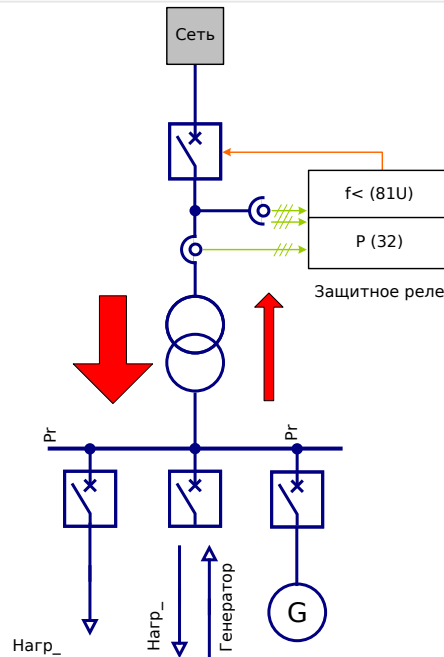 Сеть
f< (81U)
P (32)
Защитное реле
Pr
Pr
Нагр_
Генератор
G
Нагр_